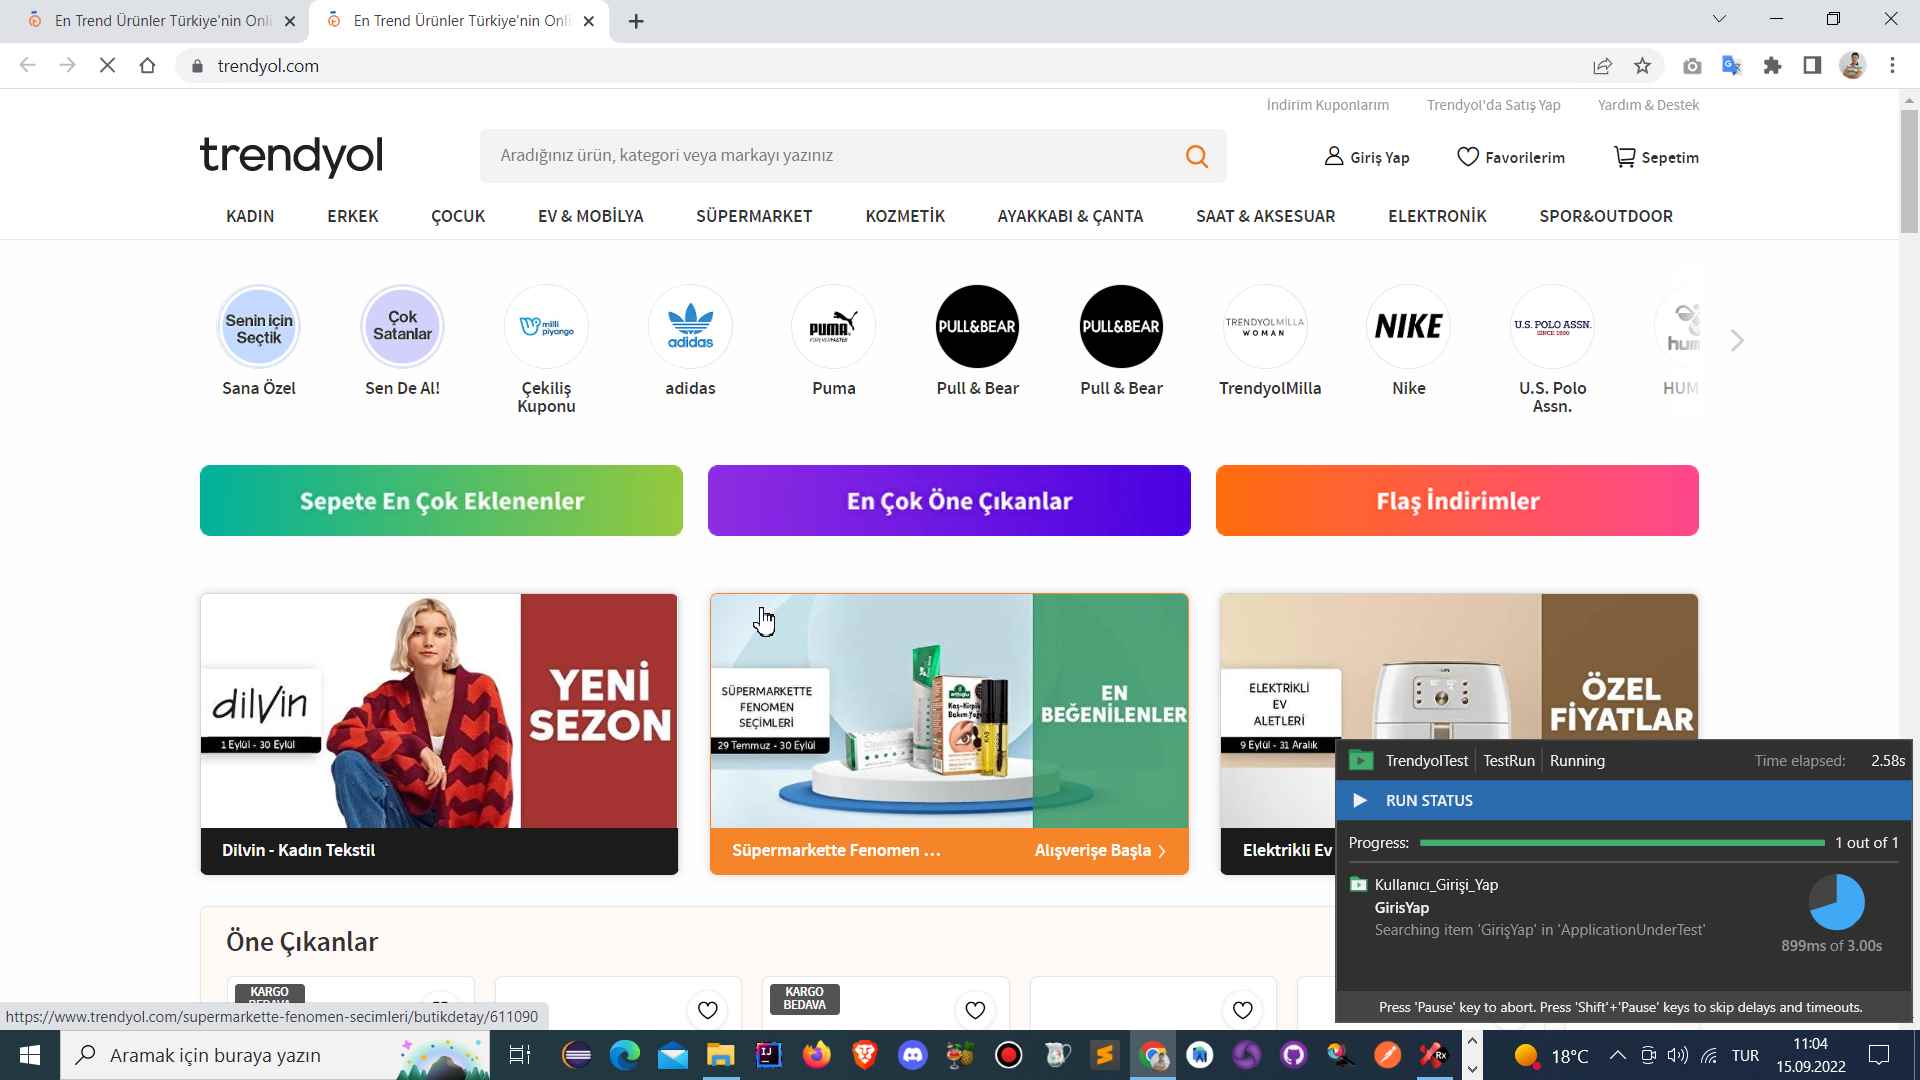 En Trend Ürünler Türkiye'nin Onli
En Trend Ürünler Türkiye'nin Onli
trendyol.com
İndirim Kuponlarım
Trendyol'da Satış Yap
Yardım & Destek
trendyol
Aradığınız ürün, kategori veya markayı yazınız
Giriş Yap
Favorilerim
Sepetim
KADIN
ERKEK
ÇOCUK
EV & MOBİLYA
SÜPERMARKET
KOZMETİK
AYAKKABI & ÇANTA
SAAT & AKSESUAR
ELEKTRONİK
SPOR&OUTDOOR
Senin için
Seçtik
Çok
Satanlar
milli
piyango
adidas
PUMA
FOREVER FASTER
PULL&BEAR
PULL&BEAR
TRENDYOLMİLLA
WOMAN
NIKE
U.S. POLO ASSN.
SINCE 1890
hum
Sana Özel
Sen De Al!
Çekiliş
Kuponu
adidas
Puma
Pull & Bear
Pull & Bear
TrendyolMilla
Nike
U.S. Polo
Assn.
HUM
Sepete En Çok Eklenenler
En Çok Öne Çıkanlar
Flaş İndirimler
dilvin
1 Eylül - 30 Eylül
YENİ
SEZON
Dilvin - Kadın Tekstil
SÜPERMARKETTE
FENOMEN
SEÇİMLERİ
29 Temmuz - 30 Eylül
EN
BEĞENİLENLER
Süpermarkette Fenomen ...
Alışverişe Başla
ELEKTRİKLİ
EV
ALETLERİ
9 Eylül - 31 Aralık
ÖZEL
FİYATLAR
Elektrikli Ev
TrendyolTest
TestRun
Running
Time elapsed:
2.58s
RUN STATUS
Progress:
1 out of 1
Kullanıcı_Girişi_Yap
GirisYap
Searching item 'GirişYap' in 'ApplicationUnderTest'
899ms of 3.00s
Press 'Pause' key to abort. Press 'Shift'+'Pause' keys to skip delays and timeouts.
Öne Çıkanlar
KARGO
BEDAVA
KARGO
BEDAVA
https://www.trendyol.com/supermarkette-fenomen-secimleri/butikdetay/611090
Aramak için buraya yazın
18°C
TUR
11:04
15.09.2022